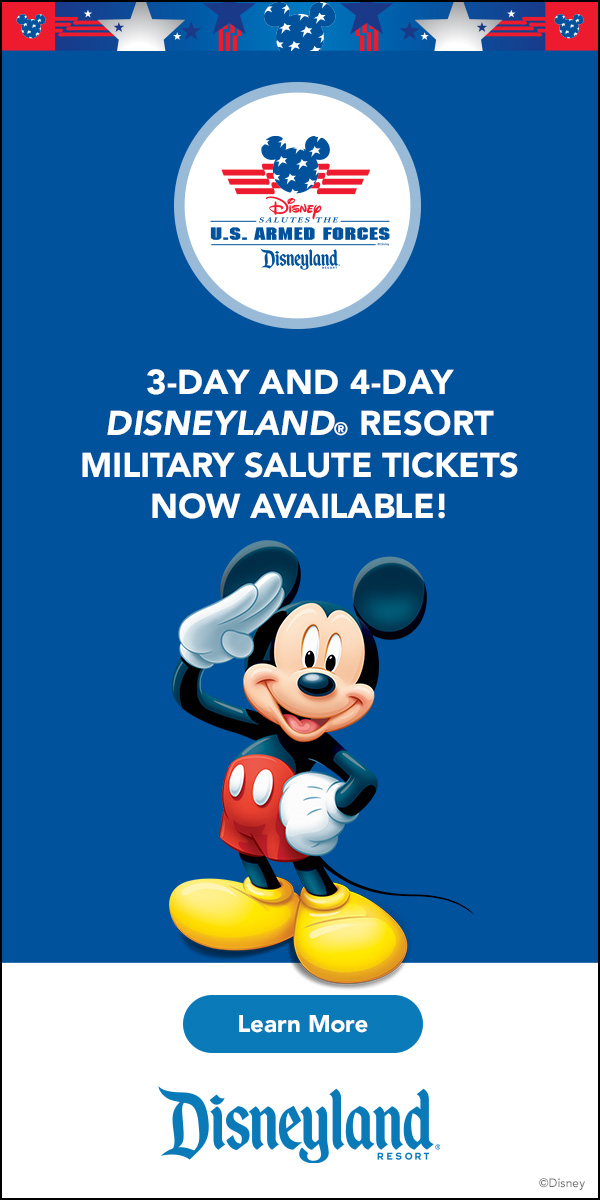 Disney
SALUTES THE
U.S. ARMED FORCES
©Disney
Disneyland
RESORT
3-DAY AND 4-DAY
DISNEYLAND® RESORT
MILITARY SALUTE TICKETS
NOW AVAILABLE!
Learn More
Disneyland®
RESORT
©Disney